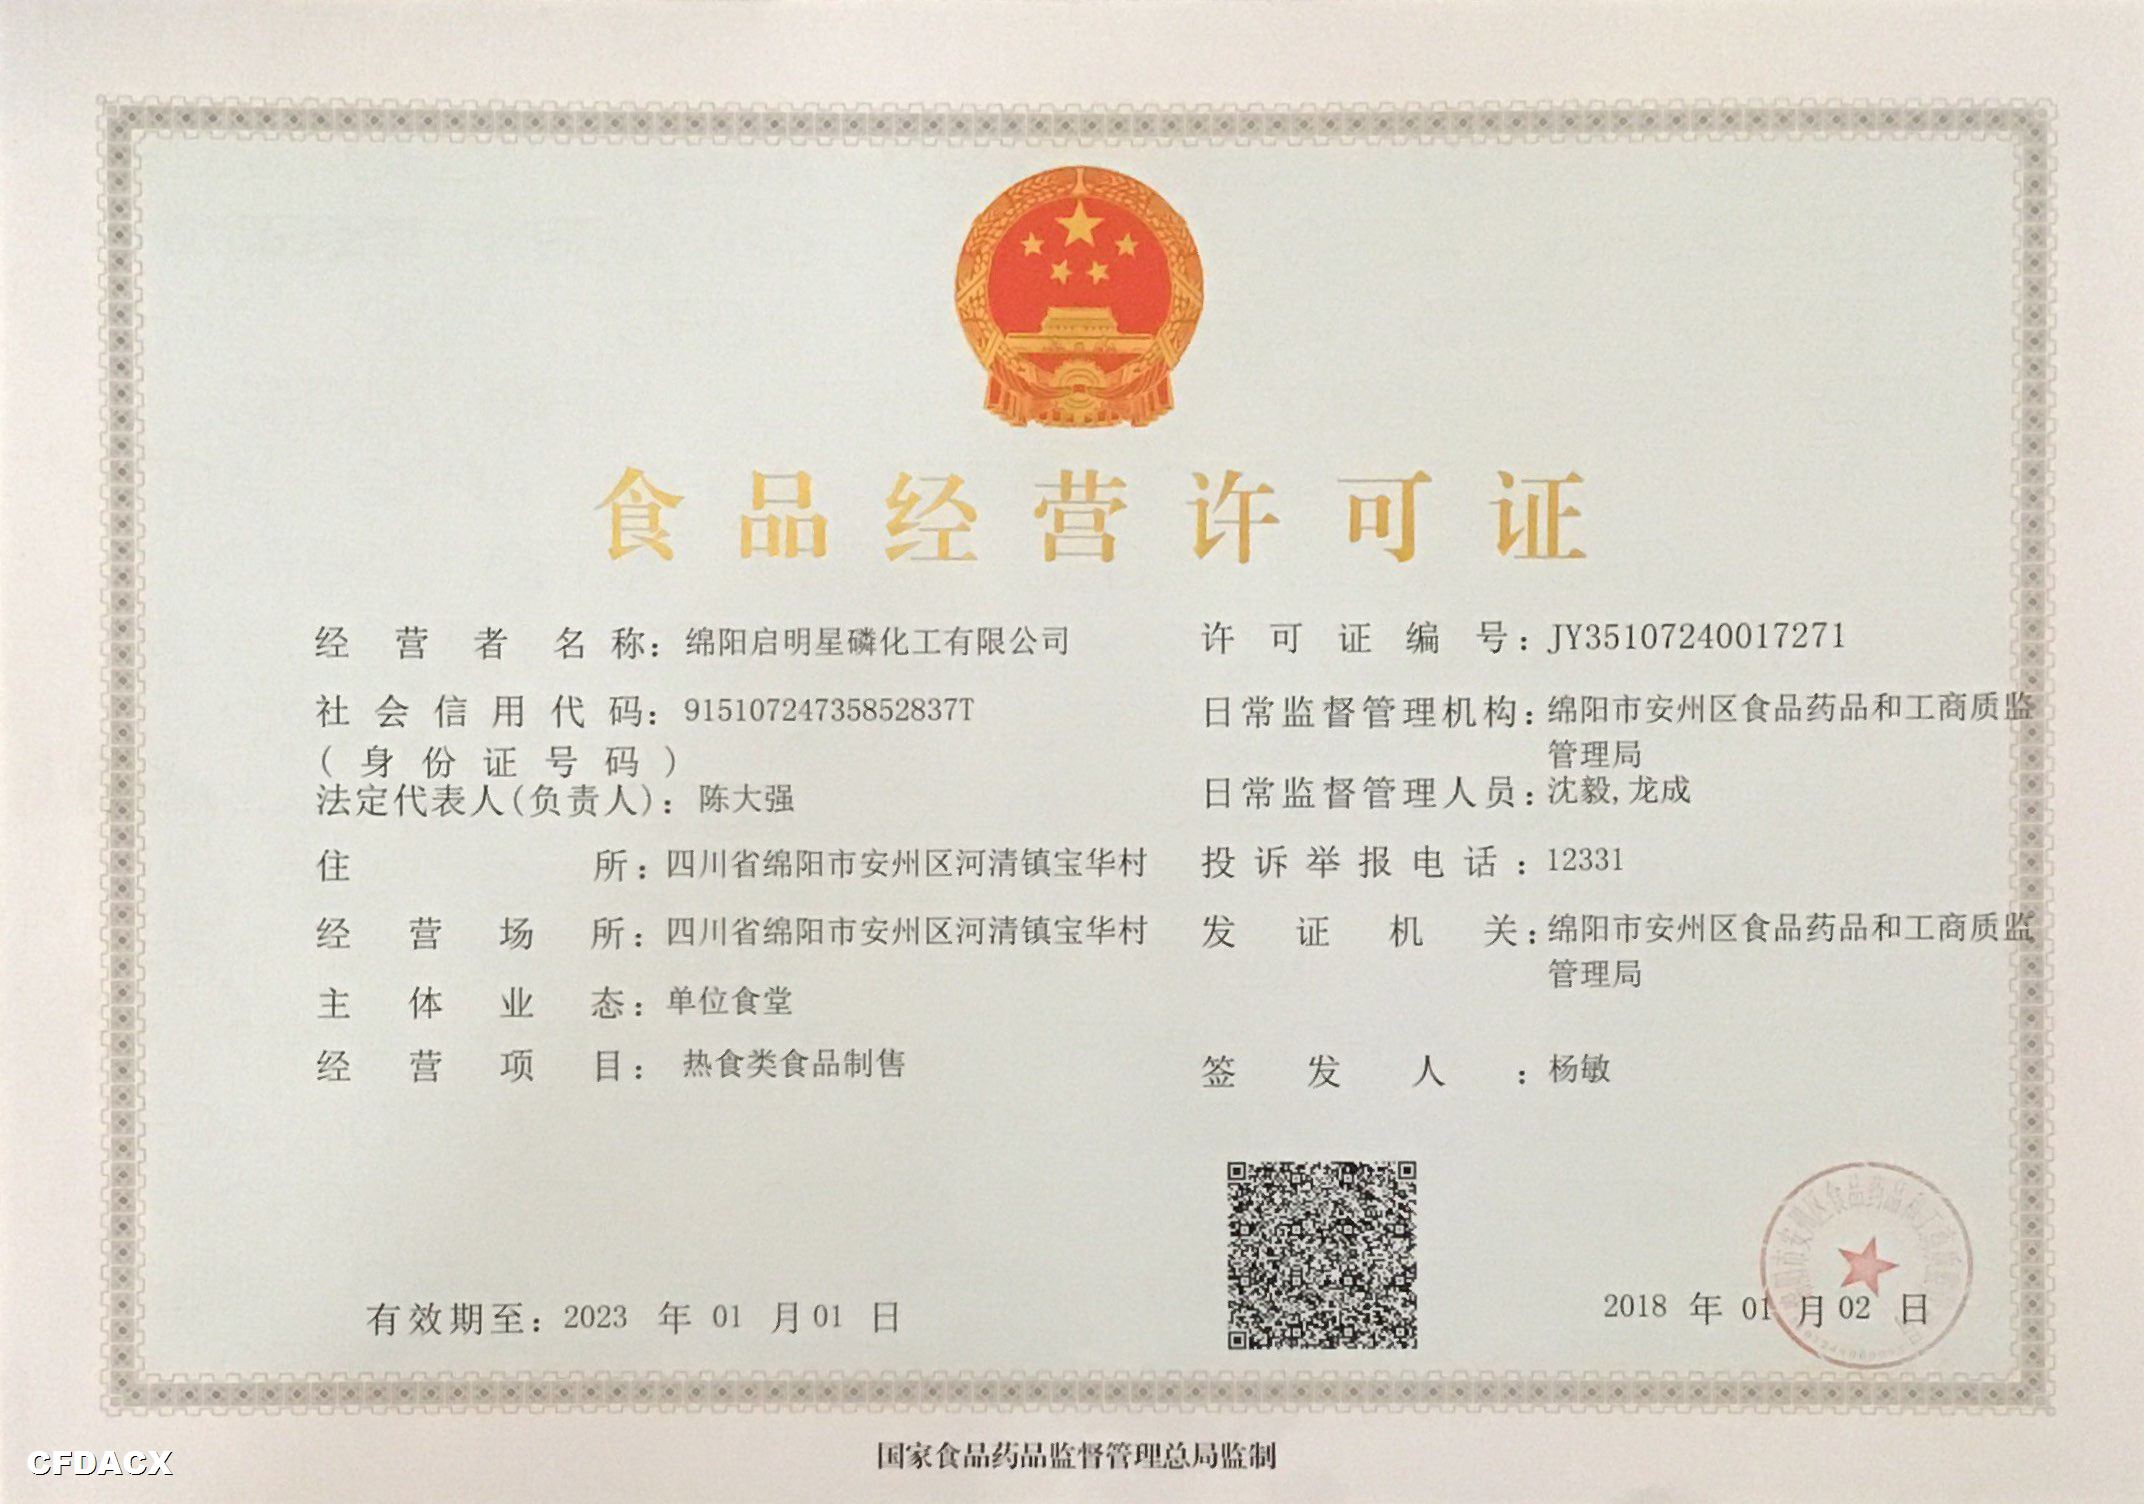 食品经营许可证
经营者名称：绵阳启明星磷化工有限公司
社会信用代码：91510724735852837T
(身份证号码)
法定代表人(负责人)：陈大强
住所：四川省绵阳市安州区河清镇宝华村
经营场所：四川省绵阳市安州区河清镇宝华村
主体业态：单位食堂
经营项目：热食类食品制售
许可证编号：JY35107240017271
日常监督管理机构：绵阳市安州区食品药品和工商质监
管理局
日常监督管理人员：沈毅,龙成
投诉举报电话：12331
发证机关：绵阳市安州区食品药品和工商质监
管理局
签发人：杨敏
有效期至：2023年01月01日
2018年01月02日
国家食品药品监督管理总局监制
CFDACX